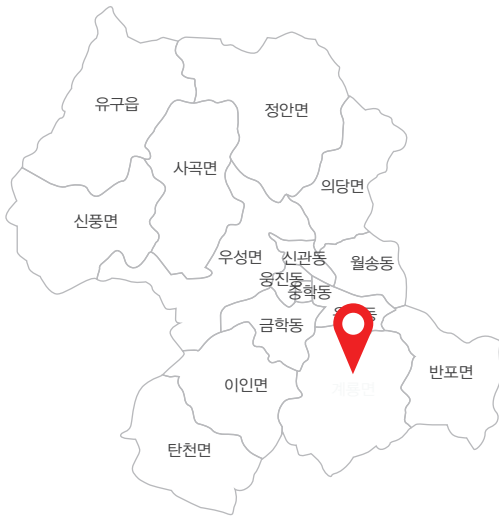 유구읍
정안면
사곡면
의당면
신풍면
우성면
신관동
월송동
웅진동
중학동
금학동
이인면
반포면
계룡면
탄천면